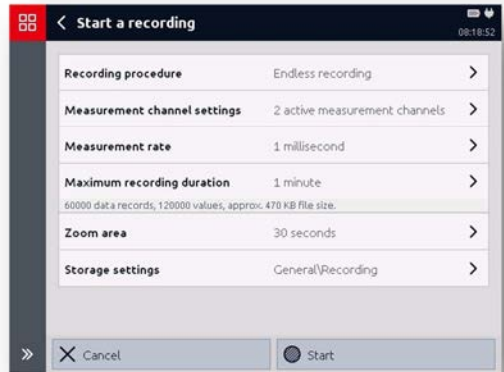 Start a recording
08:18:52
Recording procedure Endless recording
Measurement channel settings 2 active measurement channels
Measurement rate 1 millisecond
Maximum recording duration 1 minute
60000 data records, 120000 values, approx. 470 KB file size.
Zoom area 30 seconds
Storage settings General\Recording
Cancel Start